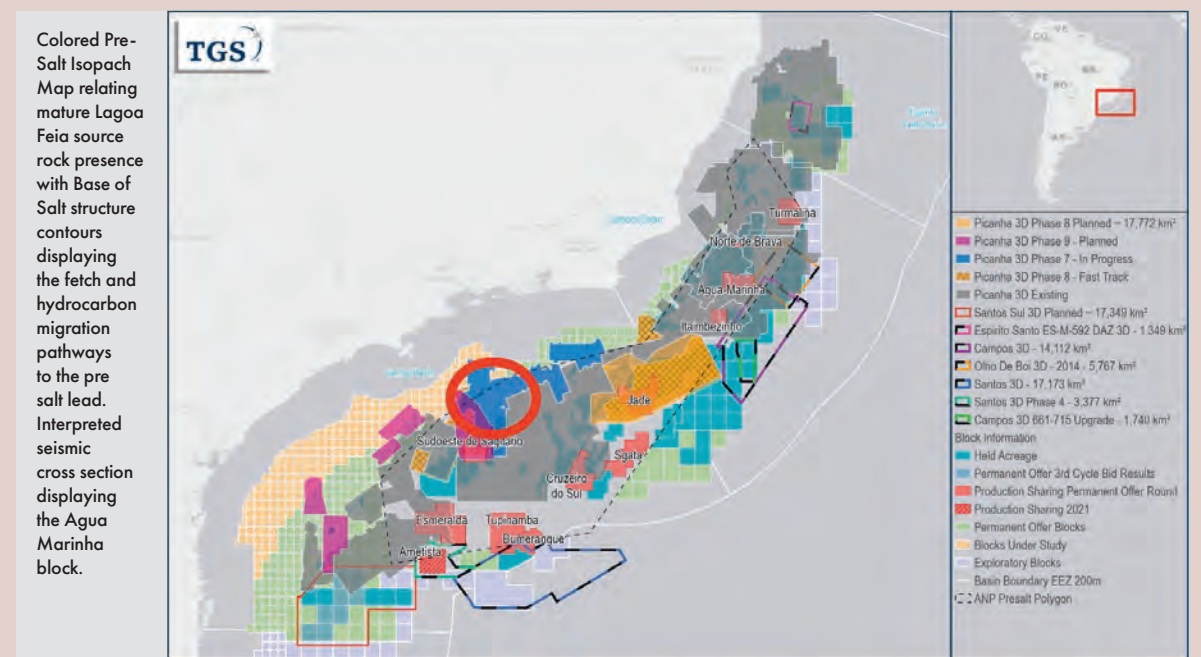 Colored Pre-
Salt Isopach
Map relating
mature Lagoa
Feia source
rock presence
with Base of
Salt structure
contours
displaying
the fetch and
hydrocarbon
migration
pathways
to the pre
salt lead.
Interpreted
seismic
cross section
displaying
the Agua
Marinha
block.
TGS
Turmalina
Norte de Brava
Agua-Marinha
Itaimbezinho
Jade
Sudoeste de Sagitario
Sgata
Cruzeiro
do Sul
Esmeralda
Tupinamba
Bumerangue
Ametista
Picanha 3D Phase 8 Planned – 17,772 km²
Picanha 3D Phase 9 - Planned
Picanha 3D Phase 7 - In Progress
Picanha 3D Phase 8 - Fast Track
Picanha 3D Existing
Santos Sul 3D Planned – 17,349 km²
Espirito Santo ES-M-592 DAZ 3D - 1.349 km²
Campos 3D - 14,112 km²
Olho De Boi 3D - 2014 - 5,767 km²
Santos 3D - 17,173 km²
Santos 3D Phase 4 - 3,377 km²
Campos 3D 661-715 Upgrade - 1,740 km²
Block Information
Held Acreage
Permanent Offer 3rd Cycle Bid Results
Production Sharing Permanent Offer Round
Production Sharing 2021
Permanent Offer Blocks
Blocks Under Study
Exploratory Blocks
Basin Boundary EEZ 200m
ANP Presalt Polygon